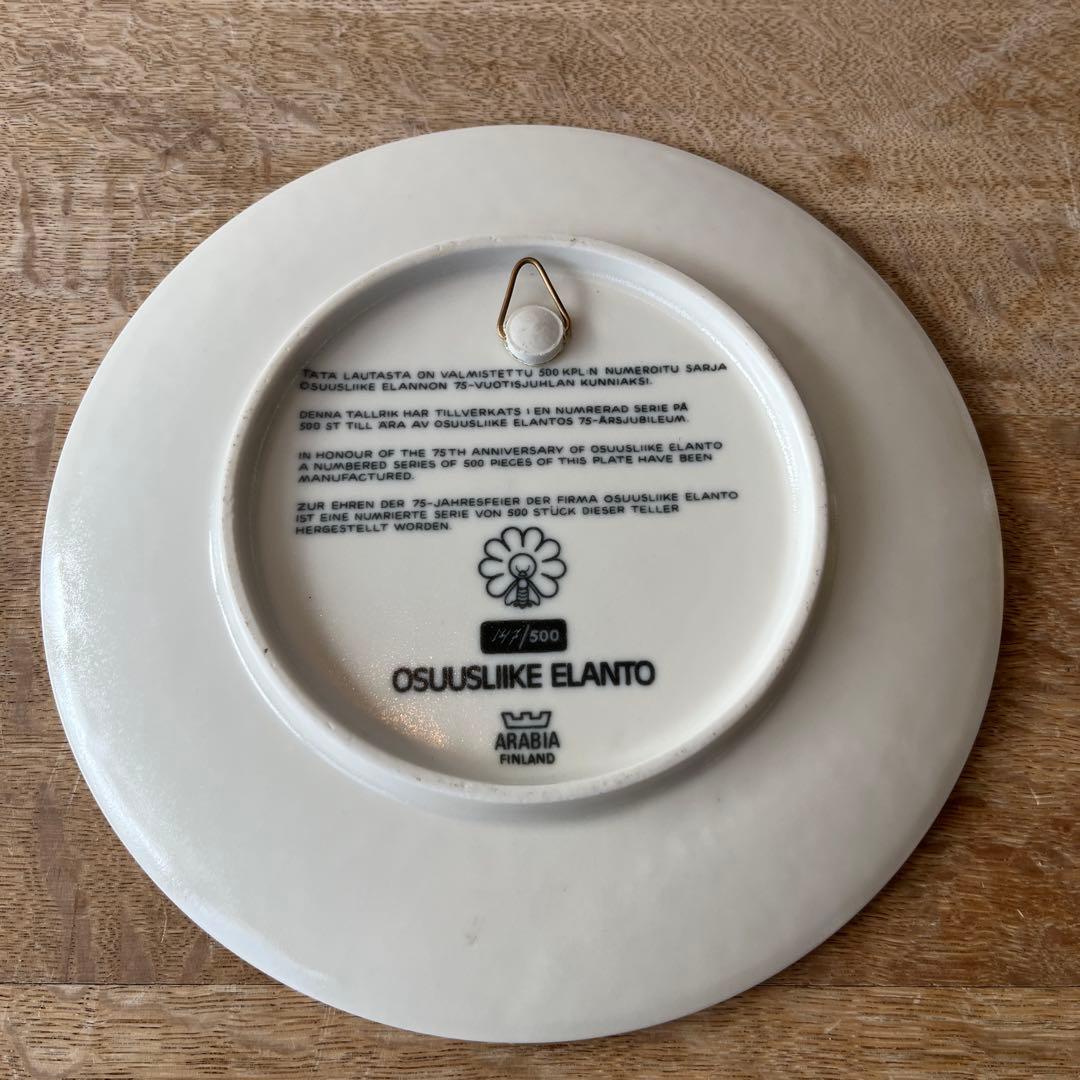 TÄTÄ LAUTASTA ON VALMISTETTU 500 KPL:N NUMEROITU SARJA
OSUUSLIIKE ELANNON 75-VUOTISJUHLAN KUNNIAKSI.
DENNA TALLRIK HAR TILLVERKATS I EN NUMRERAD SERIE PÅ
500 ST TILL ÄRA AV OSUUSLIIKE ELANTOS 75-ÅRSJUBILEUM.
IN HONOUR OF THE 75TH ANNIVERSARY OF OSUUSLIIKE ELANTO
A NUMBERED SERIES OF 500 PIECES OF THIS PLATE HAVE BEEN
MANUFACTURED.
ZUR EHREN DER 75-JAHRESFEIER DER FIRMA OSUUSLIIKE ELANTO
IST EINE NUMRIERTE SERIE VON 500 STÜCK DIESER TELLER
HERGESTELLT WORDEN.
147/500
OSUUSLIIKE ELANTO
ARABIA
FINLAND